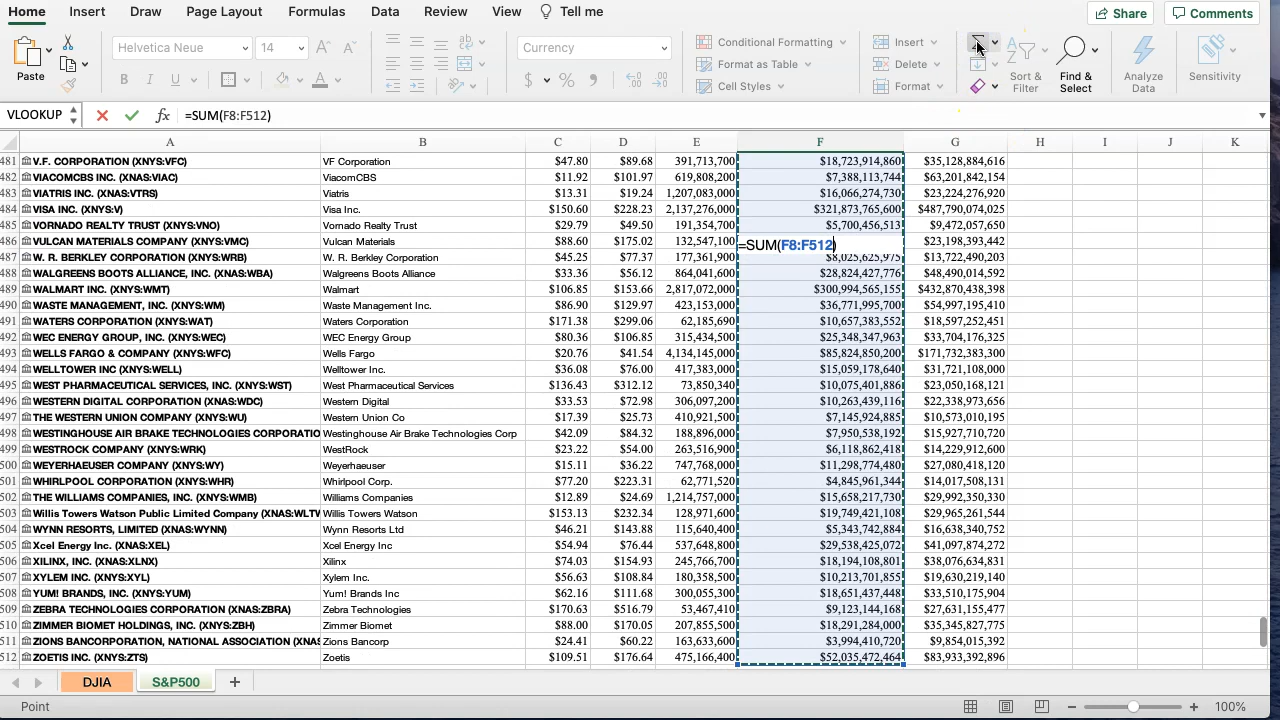 Home Insert Draw Page Layout Formulas Data Review View Tell me Share Comments
Paste Helvetica Neue 14 Currency Conditional Formatting Format as Table Cell Styles Insert Delete Format Sort & Filter Find & Select Analyze Data Sensitivity
VLOOKUP fx =SUM(F8:F512)
A B C D E F G H I J K
481 V.F. CORPORATION (XNYS:VFC) VF Corporation $47.80 $89.68 391,713,700 $18,723,914,860 $35,128,884,616
482 VIACOMCBS INC. (XNAS:VIAC) ViacomCBS $11.92 $101.97 619,808,200 $7,388,113,744 $63,201,842,154
483 VIATRIS INC. (XNAS:VTRS) Viatris $13.31 $19.24 1,207,083,000 $16,066,274,730 $23,224,276,920
484 VISA INC. (XNYS:V) Visa Inc. $150.60 $228.23 2,137,276,000 $321,873,765,600 $487,790,074,025
485 VORNADO REALTY TRUST (XNYS:VNO) Vornado Realty Trust $29.79 $49.50 191,354,700 $5,700,456,513 $9,472,057,650
486 VULCAN MATERIALS COMPANY (XNYS:VMC) Vulcan Materials $88.60 $175.02 132,547,100 =SUM(F8:F512) $23,198,393,442
487 W. R. BERKLEY CORPORATION (XNYS:WRB) W. R. Berkley Corporation $45.25 $77.37 177,361,900 $8,025,625,975 $13,722,490,203
488 WALGREENS BOOTS ALLIANCE, INC. (XNAS:WBA) Walgreens Boots Alliance $33.36 $56.12 864,041,600 $28,824,427,776 $48,490,014,592
489 WALMART INC. (XNYS:WMT) Walmart $106.85 $153.66 2,817,072,000 $300,994,565,155 $432,870,438,398
490 WASTE MANAGEMENT, INC. (XNYS:WM) Waste Management Inc. $86.90 $129.97 423,153,000 $36,771,995,700 $54,997,195,410
491 WATERS CORPORATION (XNYS:WAT) Waters Corporation $171.38 $299.06 62,185,690 $10,657,383,552 $18,597,252,451
492 WEC ENERGY GROUP, INC. (XNYS:WEC) WEC Energy Group $80.36 $106.85 315,434,500 $25,348,347,963 $33,704,176,325
493 WELLS FARGO & COMPANY (XNYS:WFC) Wells Fargo $20.76 $41.54 4,134,145,000 $85,824,850,200 $171,732,383,300
494 WELLTOWER INC (XNYS:WELL) Welltower Inc. $36.08 $76.00 417,383,000 $15,059,178,640 $31,721,108,000
495 WEST PHARMACEUTICAL SERVICES, INC. (XNYS:WST) West Pharmaceutical Services $136.43 $312.12 73,850,340 $10,075,401,886 $23,050,168,121
496 WESTERN DIGITAL CORPORATION (XNAS:WDC) Western Digital $33.53 $72.98 306,097,200 $10,263,439,116 $22,338,973,656
497 THE WESTERN UNION COMPANY (XNYS:WU) Western Union Co $17.39 $25.73 410,921,500 $7,145,924,885 $10,573,010,195
498 WESTINGHOUSE AIR BRAKE TECHNOLOGIES CORPORATIO Westinghouse Air Brake Technologies Corp $42.09 $84.32 188,896,000 $7,950,538,192 $15,927,710,720
499 WESTROCK COMPANY (XNYS:WRK) WestRock $23.22 $54.00 263,516,900 $6,118,862,418 $14,229,912,600
500 WEYERHAEUSER COMPANY (XNYS:WY) Weyerhaeuser $15.11 $36.22 747,768,000 $11,298,774,480 $27,080,418,120
501 WHIRLPOOL CORPORATION (XNYS:WHR) Whirlpool Corp. $77.20 $223.31 62,771,520 $4,845,961,344 $14,017,508,131
502 THE WILLIAMS COMPANIES, INC. (XNYS:WMB) Williams Companies $12.89 $24.69 1,214,757,000 $15,658,217,730 $29,992,350,330
503 Willis Towers Watson Public Limited Company (XNAS:WLTW Willis Towers Watson $153.13 $232.34 128,971,600 $19,749,421,108 $29,965,261,544
504 WYNN RESORTS, LIMITED (XNAS:WYNN) Wynn Resorts Ltd $46.21 $143.88 115,640,400 $5,343,742,884 $16,638,340,752
505 Xcel Energy Inc. (XNAS:XEL) Xcel Energy Inc $54.94 $76.44 537,648,800 $29,538,425,072 $41,097,874,272
506 XILINX, INC. (XNAS:XLNX) Xilinx $74.03 $154.93 245,766,700 $18,194,108,801 $38,076,634,831
507 XYLEM INC. (XNYS:XYL) Xylem Inc. $56.63 $108.84 180,358,500 $10,213,701,855 $19,630,219,140
508 YUM! BRANDS, INC. (XNYS:YUM) Yum! Brands Inc $62.16 $111.68 300,055,300 $18,651,437,448 $33,510,175,904
509 ZEBRA TECHNOLOGIES CORPORATION (XNAS:ZBRA) Zebra Technologies $170.63 $516.79 53,467,410 $9,123,144,168 $27,631,155,477
510 ZIMMER BIOMET HOLDINGS, INC. (XNYS:ZBH) Zimmer Biomet $88.00 $170.05 207,855,500 $18,291,284,000 $35,345,827,775
511 ZIONS BANCORPORATION, NATIONAL ASSOCIATION (XNAS Zions Bancorp $24.41 $60.22 163,633,600 $3,994,410,720 $9,854,015,392
512 ZOETIS INC. (XNYS:ZTS) Zoetis $109.51 $176.64 475,166,400 $52,035,472,464 $83,933,392,896
DJIA S&P500
Point 100%